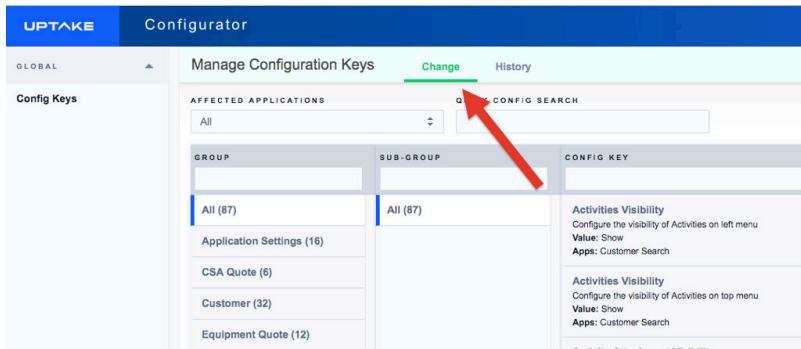 UPTAKE Configurator
GLOBAL
Manage Configuration Keys Change History
Config Keys
AFFECTED APPLICATIONS
CONFIG SEARCH
All
GROUP SUB-GROUP CONFIG KEY
All (87) All (87) Activities Visibility
Configure the visibility of Activities on left menu
Value: Show
Apps: Customer Search
Application Settings (16)
CSA Quote (6)
Activities Visibility
Configure the visibility of Activities on top menu
Value: Show
Apps: Customer Search
Customer (32)
Equipment Quote (12)